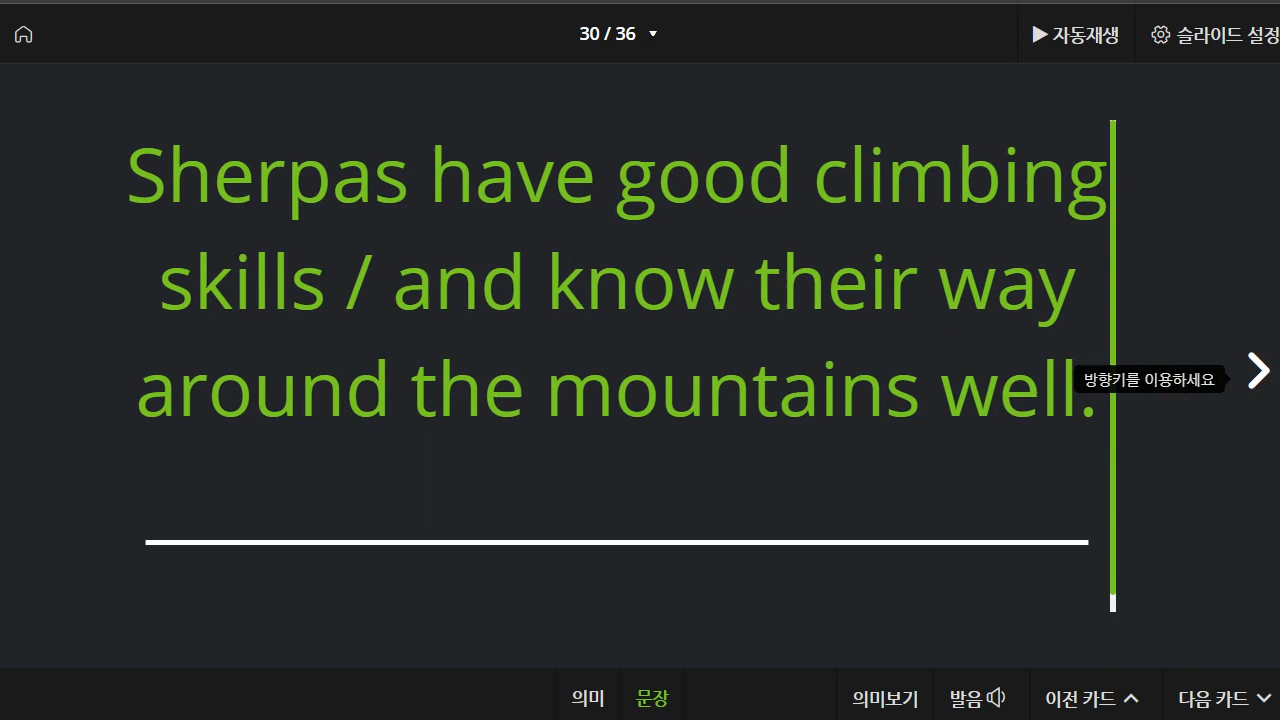 30 / 36
자동재생
슬라이드 설정
Sherpas have good climbing
skills / and know their way
around the mountains well.
방향키를 이용하세요
의미
문장
의미보기
발음
이전 카드
다음 카드